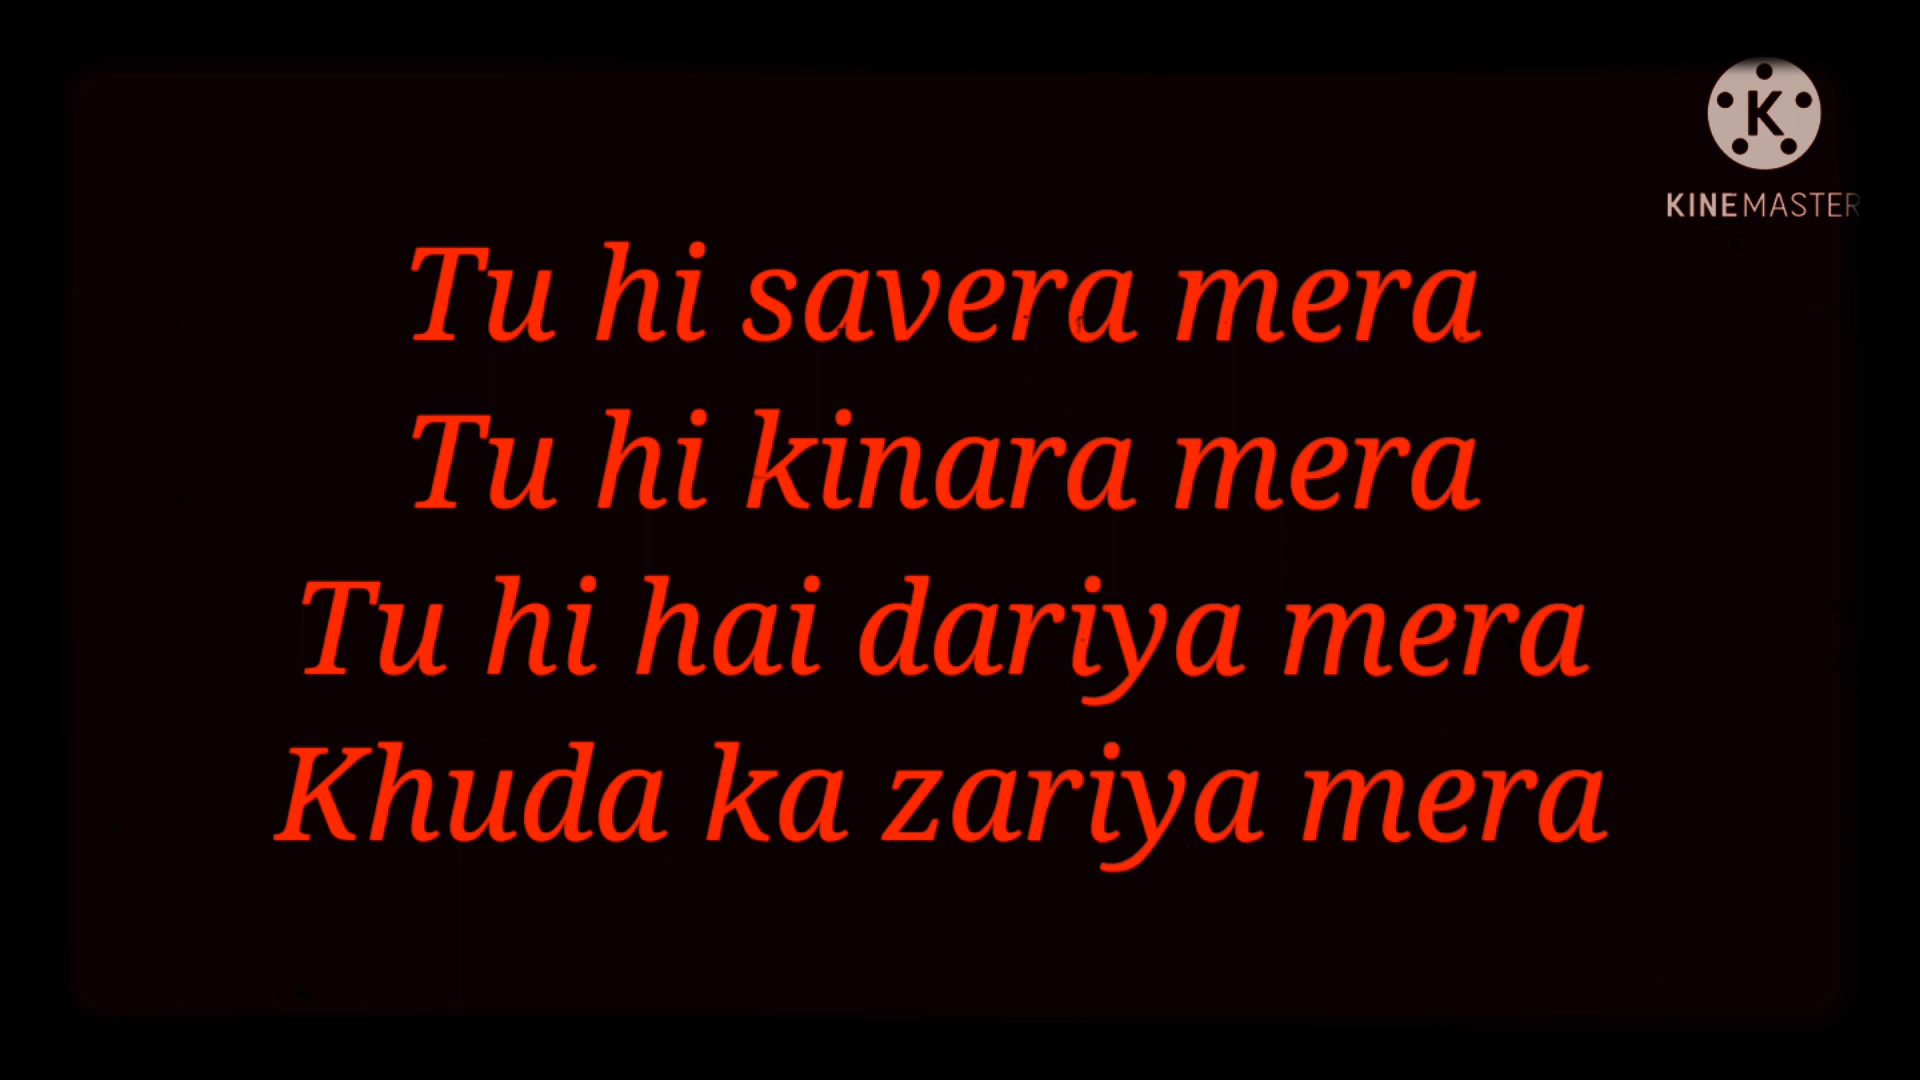 K
KINEMASTER
Tu hi savera mera
Tu hi kinara mera
Tu hi hai dariya mera
Khuda ka zariya mera